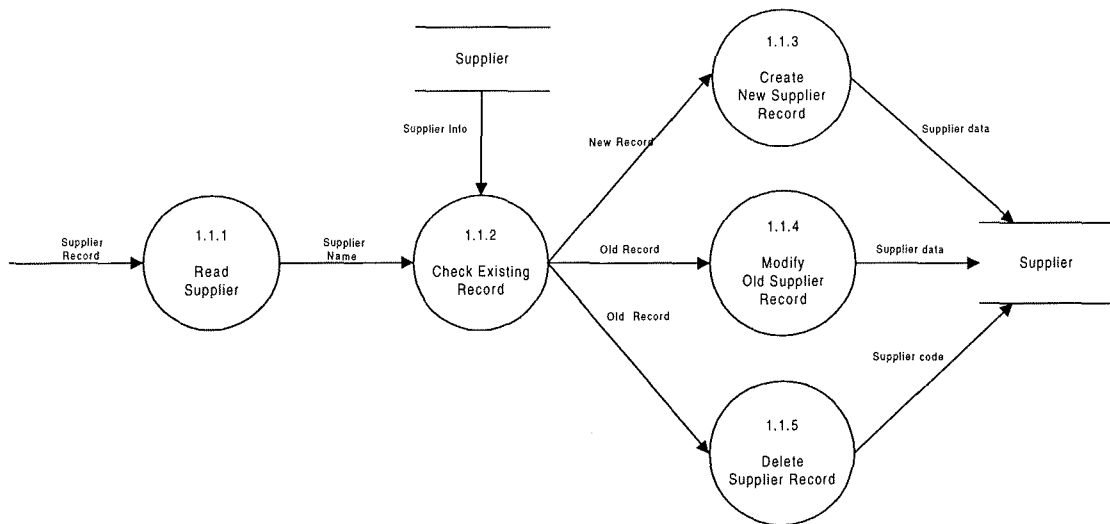 Supplier
Supplier Info
Supplier
Record
1.1.1
Read
Supplier
Supplier
Name
1.1.2
Check Existing
Record
New Record
Old Record
Old Record
1.1.3
Create
New Supplier
Record
1.1.4
Modify
Old Supplier
Record
1.1.5
Delete
Supplier Record
Supplier data
Supplier data
Supplier code
Supplier